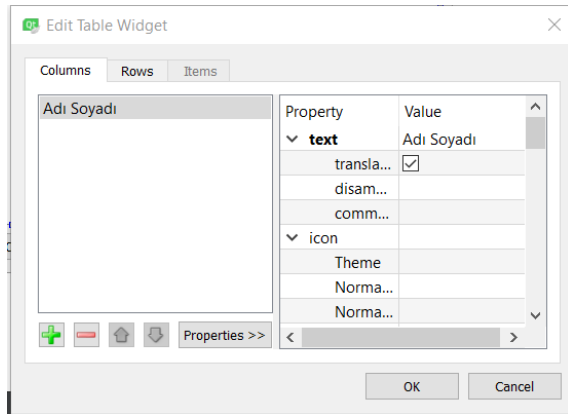 Edit Table Widget
Columns Rows Items
Adı Soyadı
Property Value
text Adı Soyadı
transla...
disam...
comm...
icon
Theme
Norma...
Norma...
Properties >>
OK Cancel